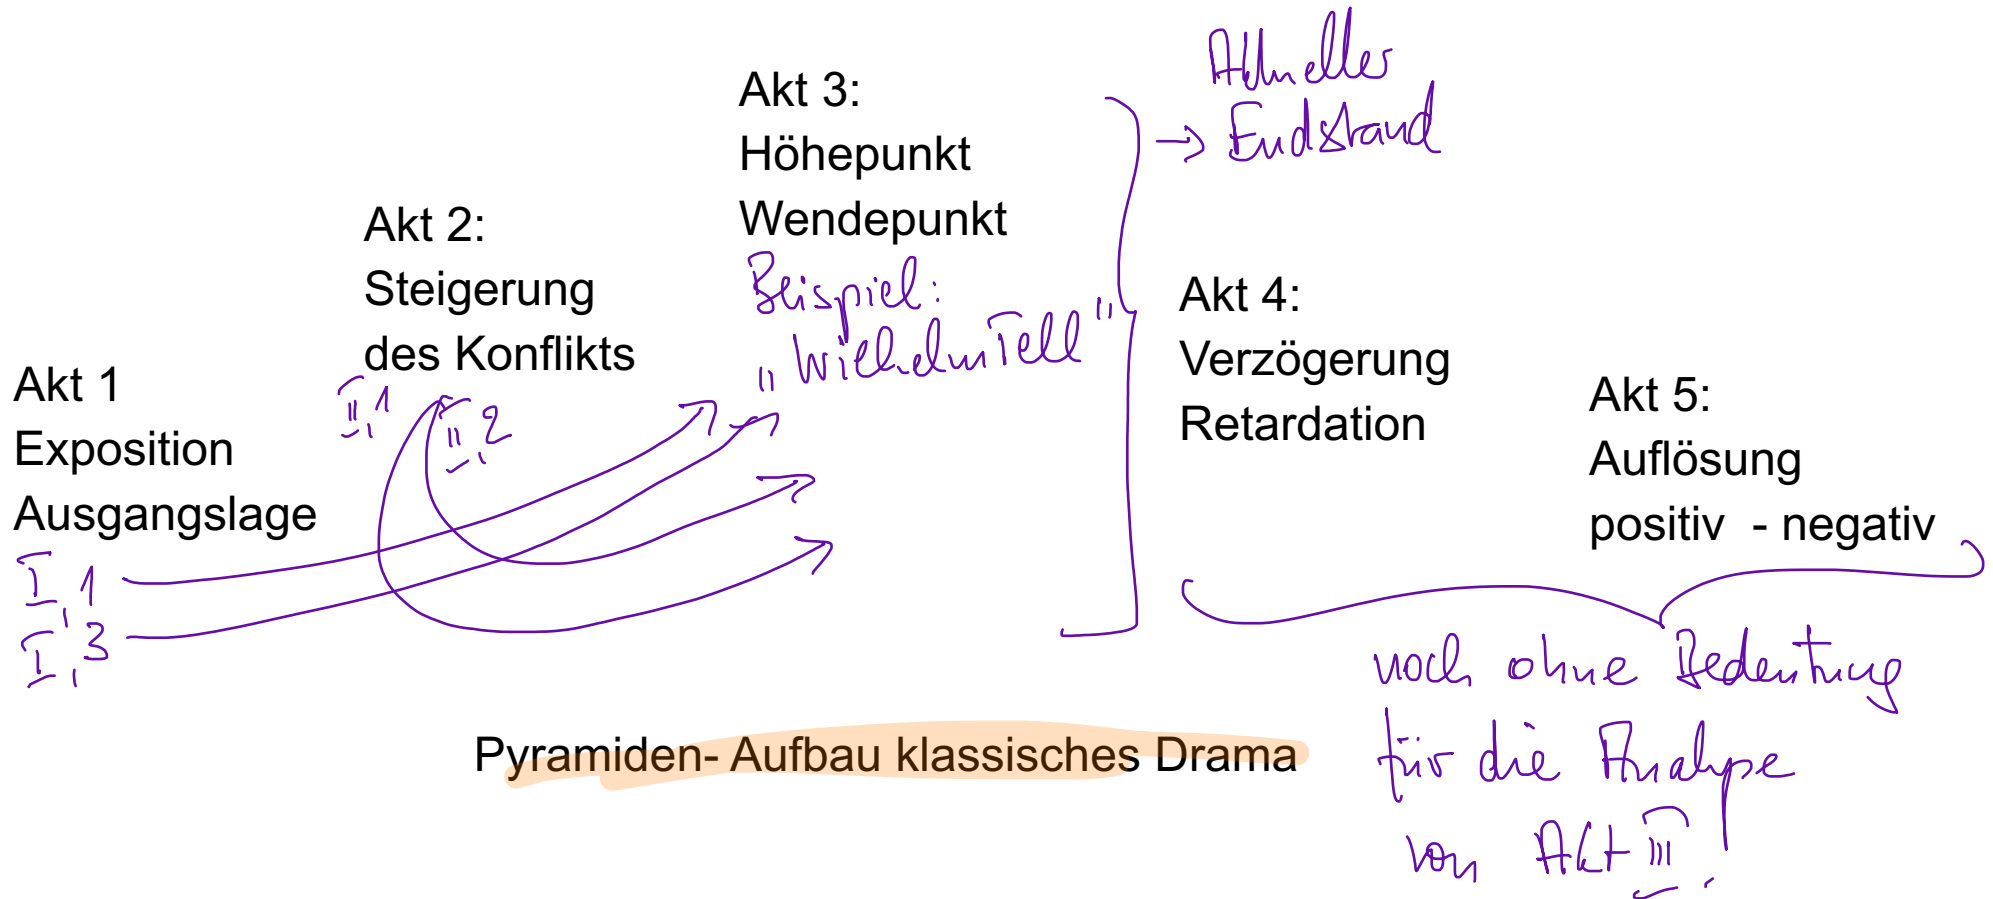 Akt 1
Exposition
Ausgangslage
I,1
I,3
Akt 2:
Steigerung
des Konflikts
II,1
II,2
Akt 3:
Höhepunkt
Wendepunkt
Beispiel:
„Wilhelm Tell"
→ Aktueller
Endstand
Akt 4:
Verzögerung
Retardation
Akt 5:
Auflösung
positiv - negativ
noch ohne Bedeutung
für die Analyse
von Akt III!
Pyramiden- Aufbau klassisches Drama